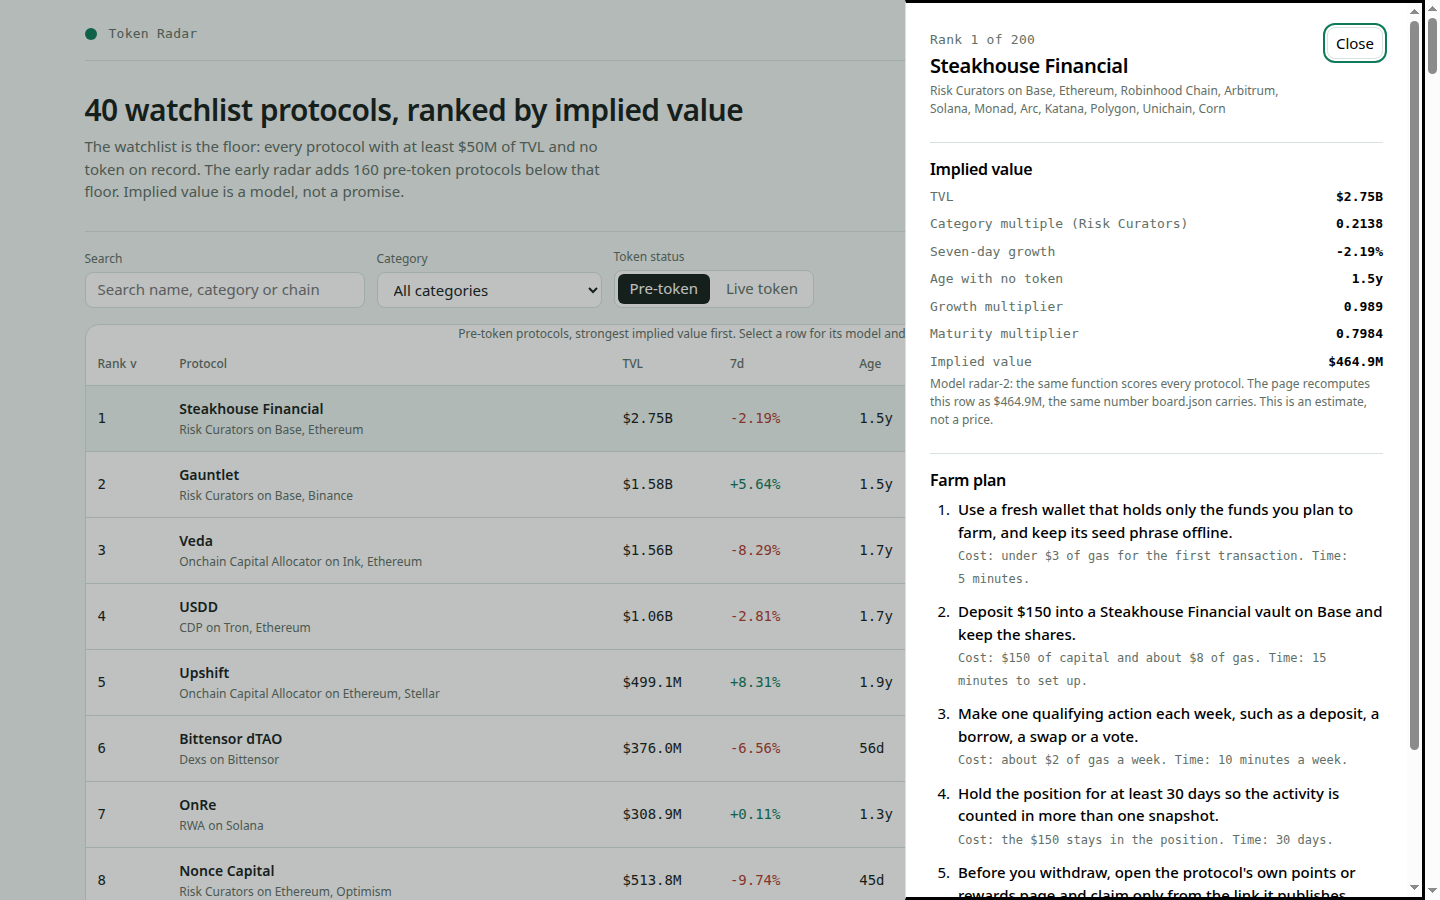 Token Radar
40 watchlist protocols, ranked by implied value
The watchlist is the floor: every protocol with at least $50M of TVL and no
token on record. The early radar adds 160 pre-token protocols below that
floor. Implied value is a model, not a promise.
Search
Category
Token status
Search name, category or chain
All categories
Pre-token
Live token
Pre-token protocols, strongest implied value first. Select a row for its model and
Rank v
Protocol
TVL
7d
Age
1
Steakhouse Financial
Risk Curators on Base, Ethereum
$2.75B
-2.19%
1.5y
2
Gauntlet
Risk Curators on Base, Binance
$1.58B
+5.64%
1.5y
3
Veda
Onchain Capital Allocator on Ink, Ethereum
$1.56B
-8.29%
1.7y
4
USDD
CDP on Tron, Ethereum
$1.06B
-2.81%
1.7y
5
Upshift
Onchain Capital Allocator on Ethereum, Stellar
$499.1M
+8.31%
1.9y
6
Bittensor dTAO
Dexs on Bittensor
$376.0M
-6.56%
56d
7
OnRe
RWA on Solana
$308.9M
+0.11%
1.3y
8
Nonce Capital
Risk Curators on Ethereum, Optimism
$513.8M
-9.74%
45d
Rank 1 of 200
Close
Steakhouse Financial
Risk Curators on Base, Ethereum, Robinhood Chain, Arbitrum,
Solana, Monad, Arc, Katana, Polygon, Unichain, Corn
Implied value
TVL
$2.75B
Category multiple (Risk Curators)
0.2138
Seven-day growth
-2.19%
Age with no token
1.5y
Growth multiplier
0.989
Maturity multiplier
0.7984
Implied value
$464.9M
Model radar-2: the same function scores every protocol. The page recomputes
this row as $464.9M, the same number board.json carries. This is an estimate,
not a price.
Farm plan
1. Use a fresh wallet that holds only the funds you plan to
farm, and keep its seed phrase offline.
Cost: under $3 of gas for the first transaction. Time:
5 minutes.
2. Deposit $150 into a Steakhouse Financial vault on Base and
keep the shares.
Cost: $150 of capital and about $8 of gas. Time: 15
minutes to set up.
3. Make one qualifying action each week, such as a deposit, a
borrow, a swap or a vote.
Cost: about $2 of gas a week. Time: 10 minutes a week.
4. Hold the position for at least 30 days so the activity is
counted in more than one snapshot.
Cost: the $150 stays in the position. Time: 30 days.
5. Before you withdraw, open the protocol's own points or
rewards page and claim only from the link it publishes.